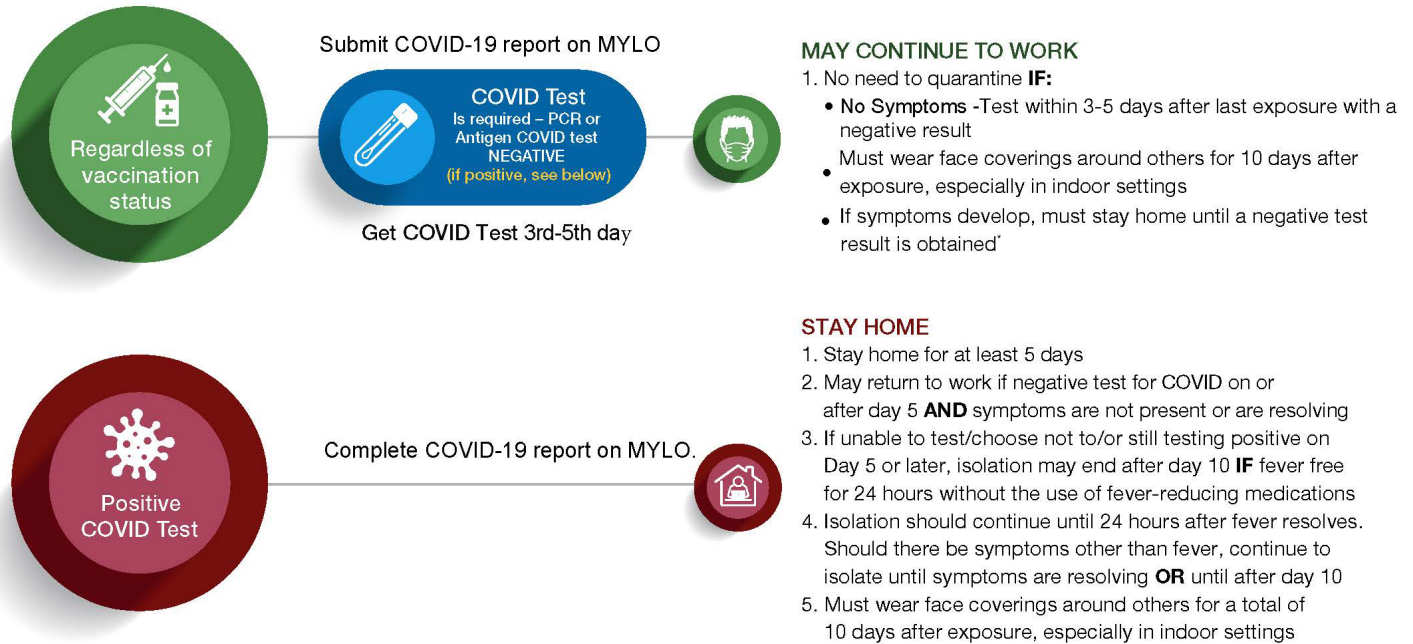 Regardless of
vaccination
status
Submit COVID-19 report on MYLO
COVID Test
Is required – PCR or
Antigen COVID test
NEGATIVE
(if positive, see below)
Get COVID Test 3rd-5th day
MAY CONTINUE TO WORK
1. No need to quarantine IF:
• No Symptoms -Test within 3-5 days after last exposure with a
negative result
Must wear face coverings around others for 10 days after
• exposure, especially in indoor settings
• If symptoms develop, must stay home until a negative test
result is obtained*
Positive
COVID Test
Complete COVID-19 report on MYLO.
STAY HOME
1. Stay home for at least 5 days
2. May return to work if negative test for COVID on or
after day 5 AND symptoms are not present or are resolving
3. If unable to test/choose not to/or still testing positive on
Day 5 or later, isolation may end after day 10 IF fever free
for 24 hours without the use of fever-reducing medications
4. Isolation should continue until 24 hours after fever resolves.
Should there be symptoms other than fever, continue to
isolate until symptoms are resolving OR until after day 10
5. Must wear face coverings around others for a total of
10 days after exposure, especially in indoor settings